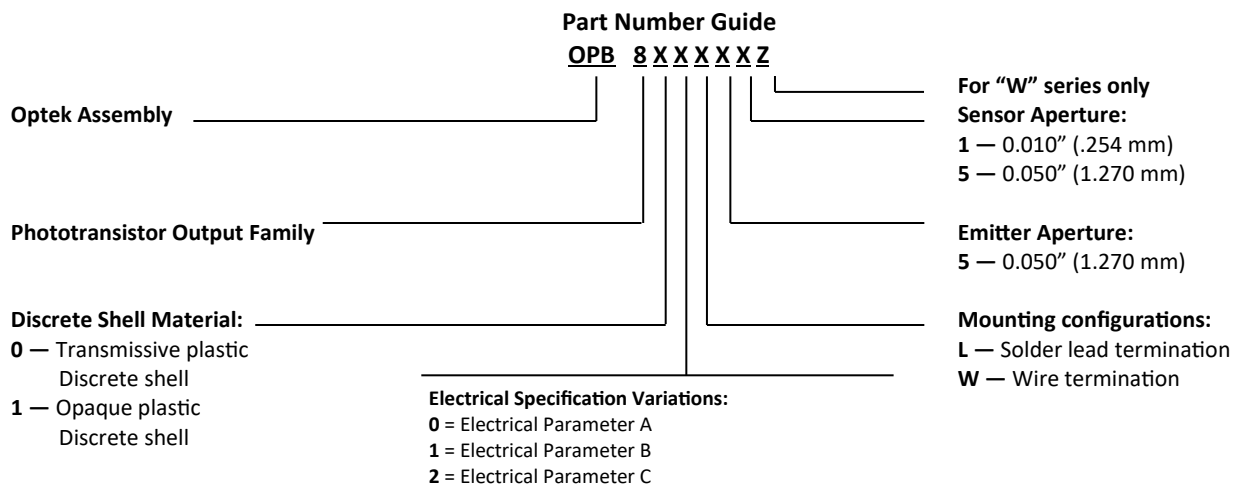 Part Number Guide
OPB 8 X X X X X Z
Optek Assembly
For “W” series only
Sensor Aperture:
1 — 0.010” (.254 mm)
5 — 0.050” (1.270 mm)
Phototransistor Output Family
Emitter Aperture:
5 — 0.050” (1.270 mm)
Discrete Shell Material:
0 — Transmissive plastic
Discrete shell
1 — Opaque plastic
Discrete shell
Electrical Specification Variations:
0 = Electrical Parameter A
1 = Electrical Parameter B
2 = Electrical Parameter C
Mounting configurations:
L — Solder lead termination
W — Wire termination